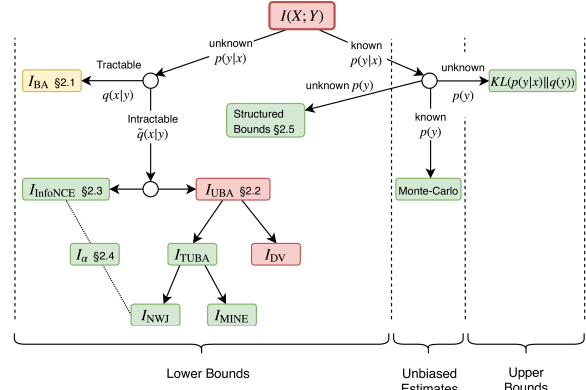 I(X; Y)
unknown
p(y|x)
known
p(y|x)
Tractable
I_BA §2.1
q(x|y)
unknown
KL(p(y|x)||q(y))
p(y)
unknown p(y)
Structured
Bounds §2.5
Intractable
q̃(x|y)
known
p(y)
I_InfoNCE §2.3
I_UBA §2.2
Monte-Carlo
I_α §2.4
I_TUBA
I_DV
I_NWJ
I_MINE
Lower Bounds
Unbiased
Estimates
Upper
Bounds